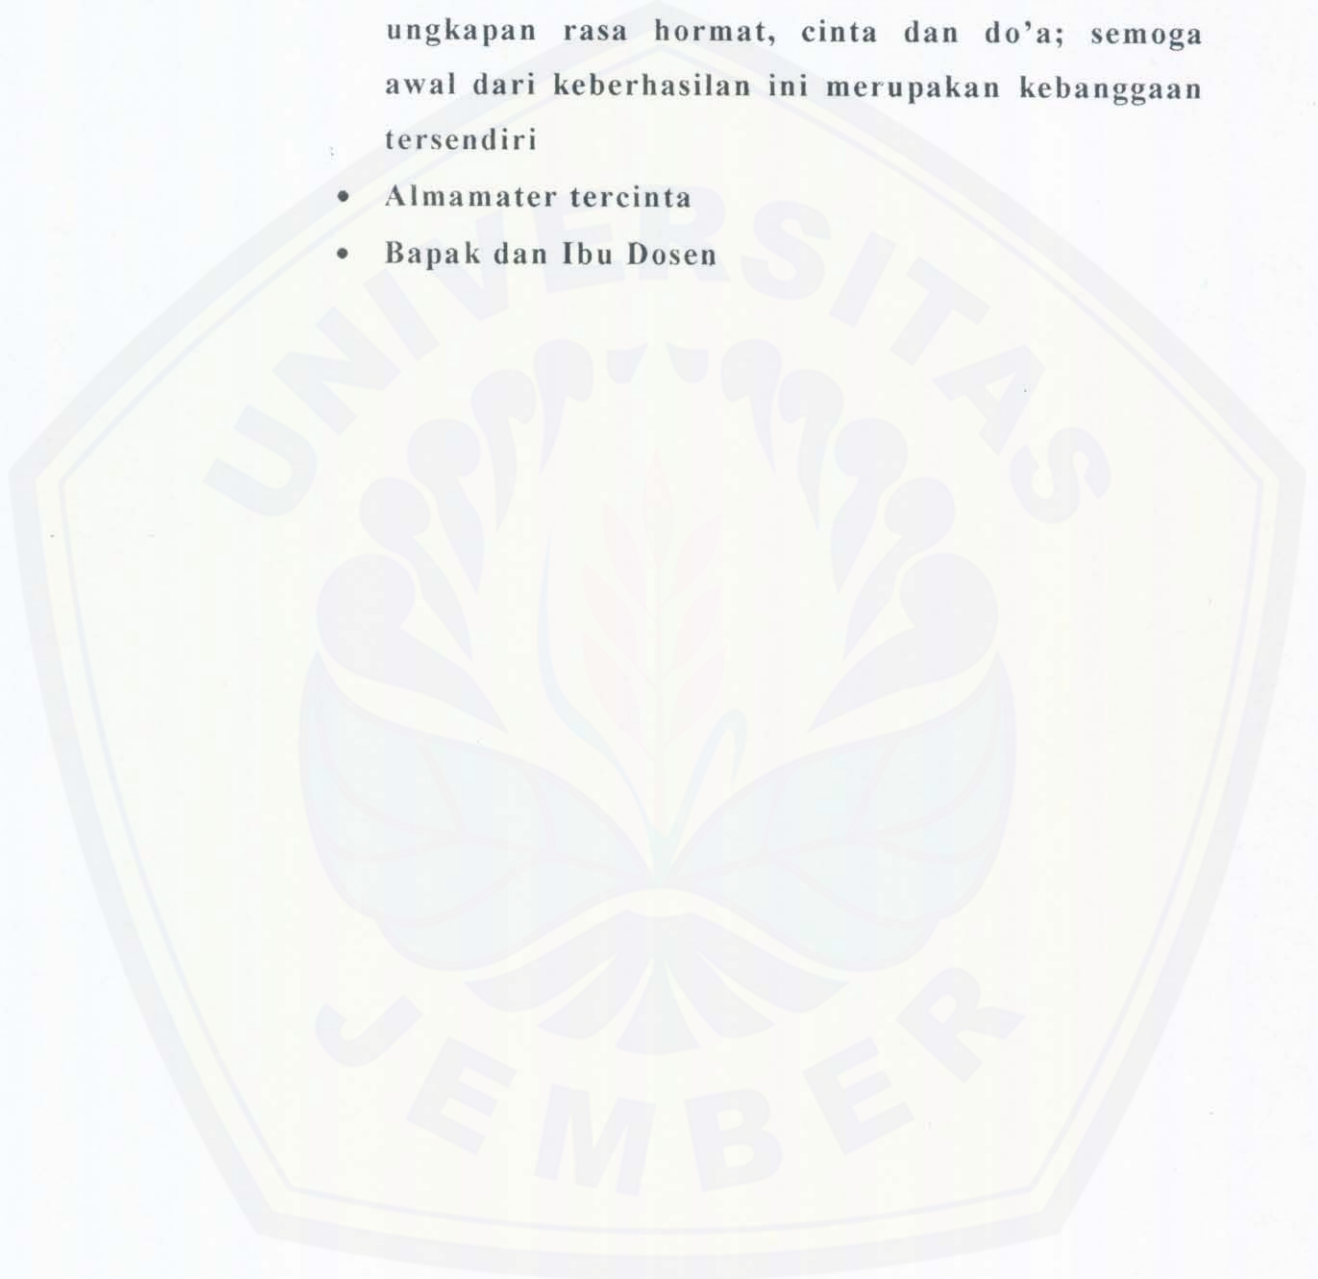 ungkapan rasa hormat, cinta dan do'a; semoga
awal dari keberhasilan ini merupakan kebanggaan
tersendiri
• Almamater tercinta
• Bapak dan Ibu Dosen
UNIVERSITAS
JEMBER